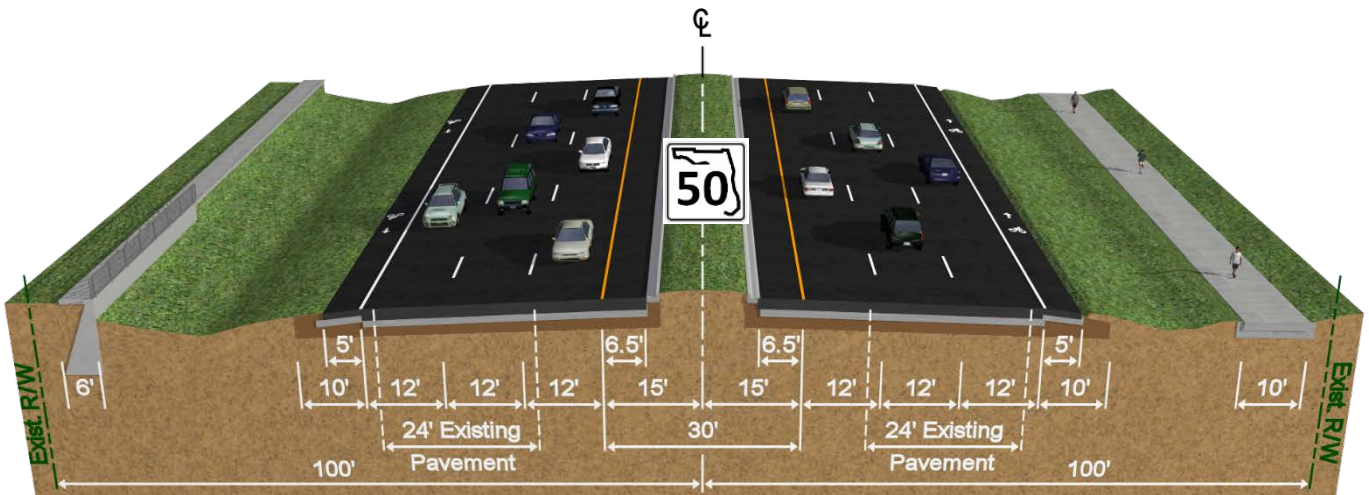 ℄
50
5' 6.5' 6.5' 5'
6' 10' 12' 12' 12' 15' 15' 12' 12' 12' 10' 10'
24' Existing 30' 24' Existing
Pavement Pavement
100' 100'
Exist. R/W
Exist. R/W